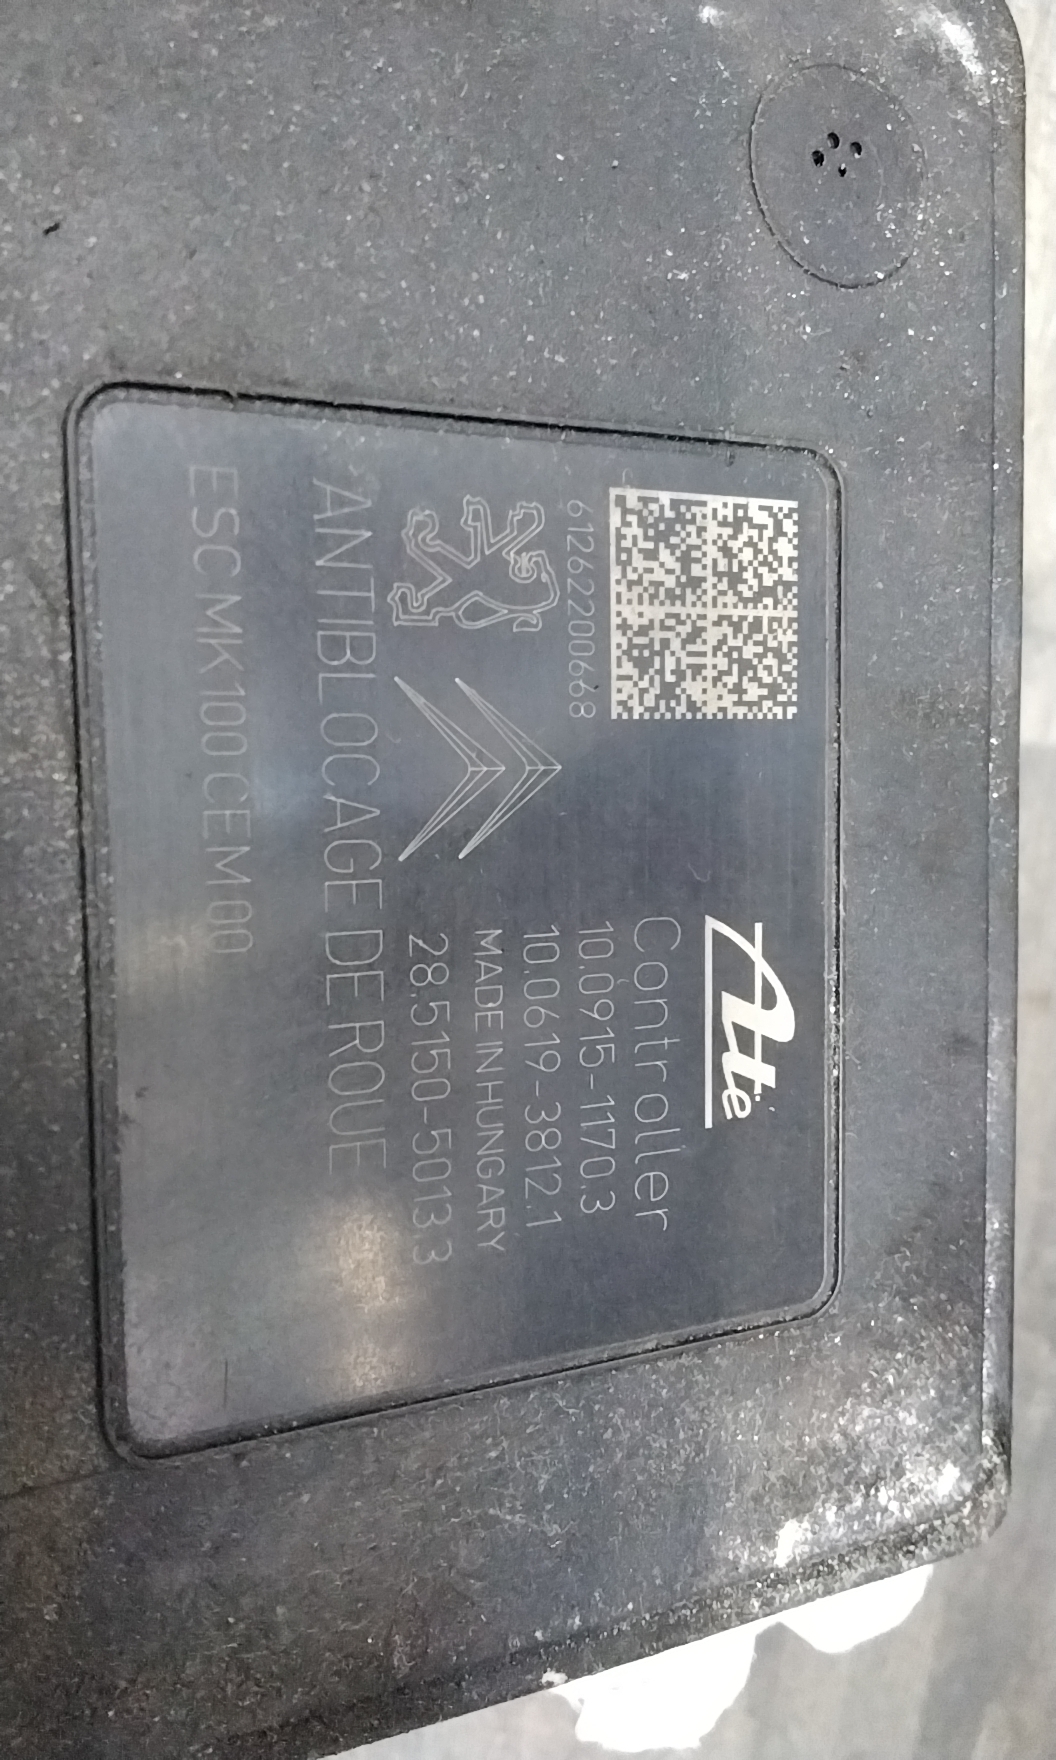 Ate
Controller
10.0915-1170.3
10.0619-3812.1
MADE IN HUNGARY
28.5150-5013.3
61262200668
ANTIBLOCAGE DE ROUE
ESC MK100 CEM 00